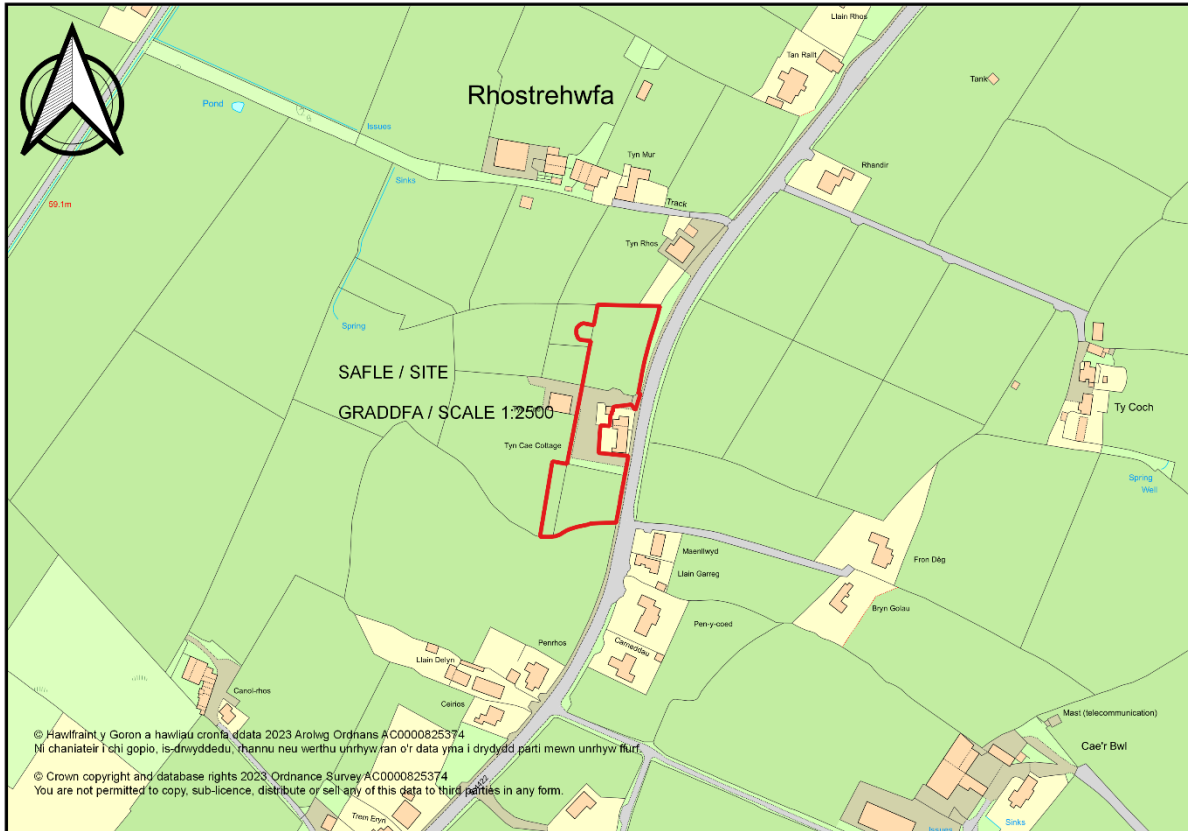 Llain Rhos
Tan Rallt
Tank
Rhostrehwfa
Pond
Issues
Tyn Mur
Rhandir
Sinks
Track
59.1m
Tyn Rhos
Spring
SAFLE / SITE
GRADDFA / SCALE 1:2500
Ty Coch
Tyn Cae Cottage
Spring
Well
Maenllwyd
Fron Dêg
Llain Garreg
Bryn Golau
Pen-y-coed
Penrhos
Carneddau
Llain Delyn
Canol-rhos
Ceirios
Mast (telecommunication)
Cae'r Bwl
© Hawlfraint y Goron a hawliau cronfa ddata 2023 Arolwg Ordnans AC0000825374
Ni chaniateir i chi gopio, is-drwyddedu, rhannu neu werthu unrhyw ran o'r data yma i drydydd parti mewn unrhyw ffurf.
© Crown copyright and database rights 2023 Ordnance Survey AC0000825374
You are not permitted to copy, sub-licence, distribute or sell any of this data to third parties in any form.
Trem Eryn
Issues
Sinks